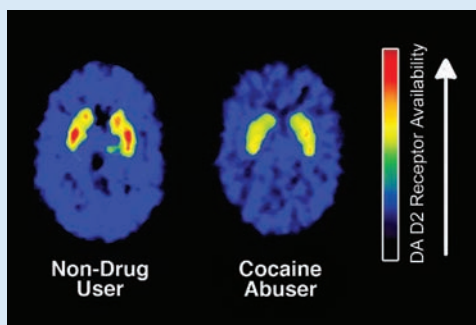 Non-Drug
User
Cocaine
Abuser
DA D2 Receptor Availability